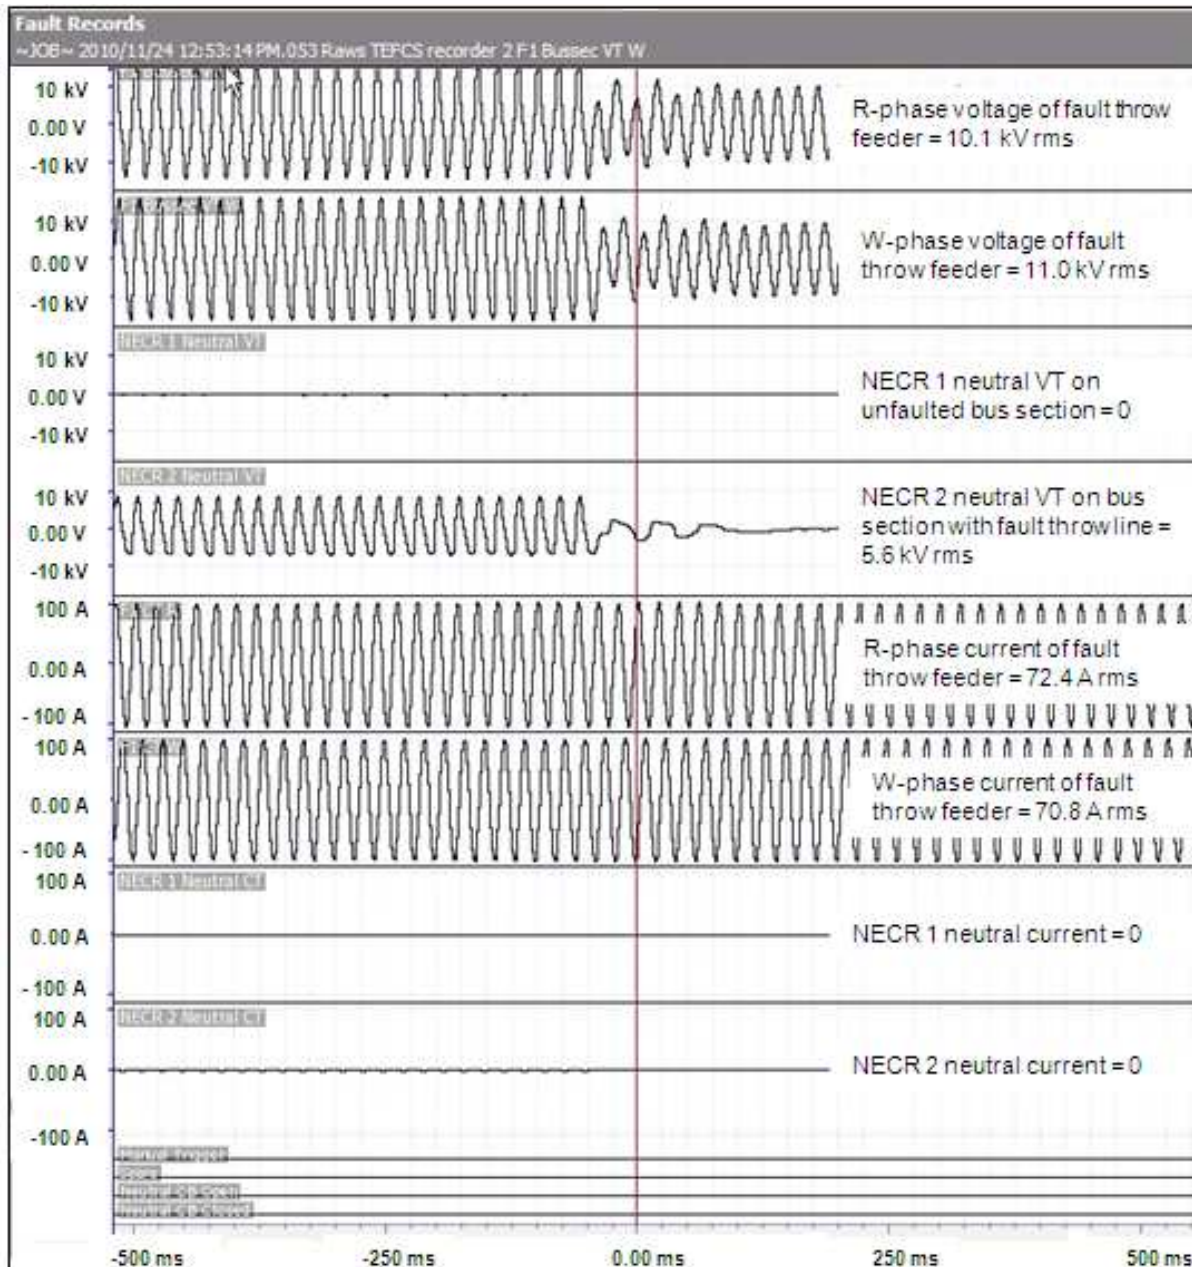 Fault Records
~JOB~ 2010/11/24 12:53:14 PM.053 Raws TEFCS recorder 2 F1 Bussec VT W
10 kV
0.00 V
-10 kV
R-phase voltage of fault throw
feeder = 10.1 kV rms
10 kV
0.00 V
-10 kV
W-phase voltage of fault
throw feeder = 11.0 kV rms
NECR 1 Neutral VT
10 kV
0.00 V
-10 kV
NECR 1 neutral VT on
unfaulted bus section = 0
NECR 2 Neutral VT
10 kV
0.00 V
-10 kV
NECR 2 neutral VT on bus
section with fault throw line =
5.6 kV rms
100 A
0.00 A
-100 A
R-phase current of fault
throw feeder = 72.4 A rms
100 A
0.00 A
-100 A
W-phase current of fault
throw feeder = 70.8 A rms
NECR 1 Neutral CT
100 A
0.00 A
-100 A
NECR 1 neutral current = 0
NECR 2 Neutral CT
100 A
0.00 A
-100 A
NECR 2 neutral current = 0
Manual Trigger
Neutral CB Open
Neutral CB Closed
-500 ms
-250 ms
0.00 ms
250 ms
500 ms